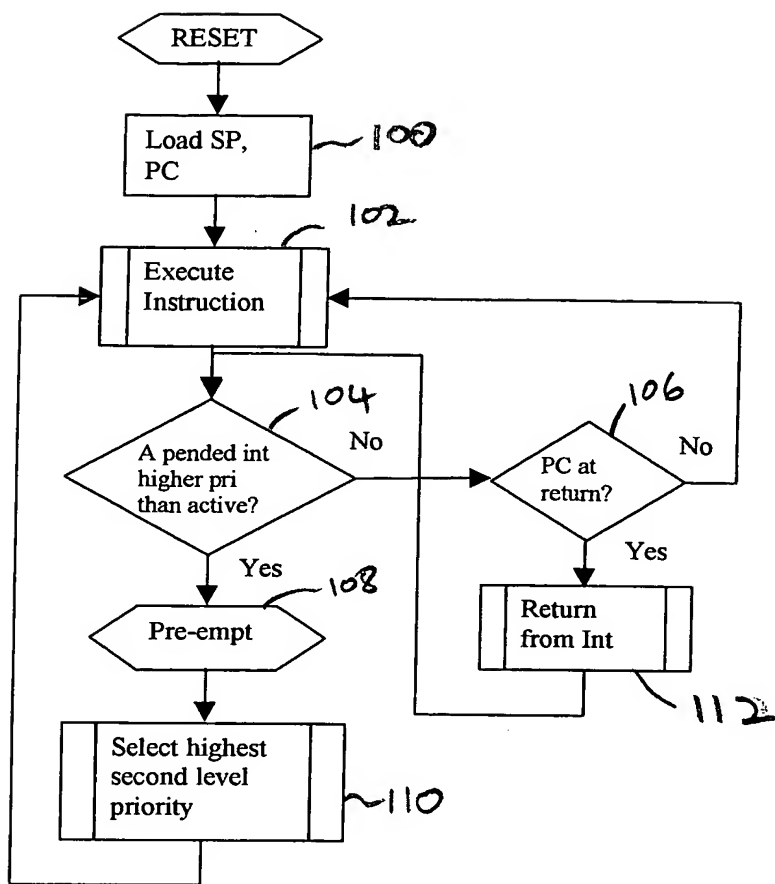 RESET
Load SP,
PC
100
102
Execute
Instruction
104
A pended int
higher pri
than active?
No
106
PC at
return?
No
Yes
Yes
108
Pre-empt
Return
from Int
112
Select highest
second level
priority
110